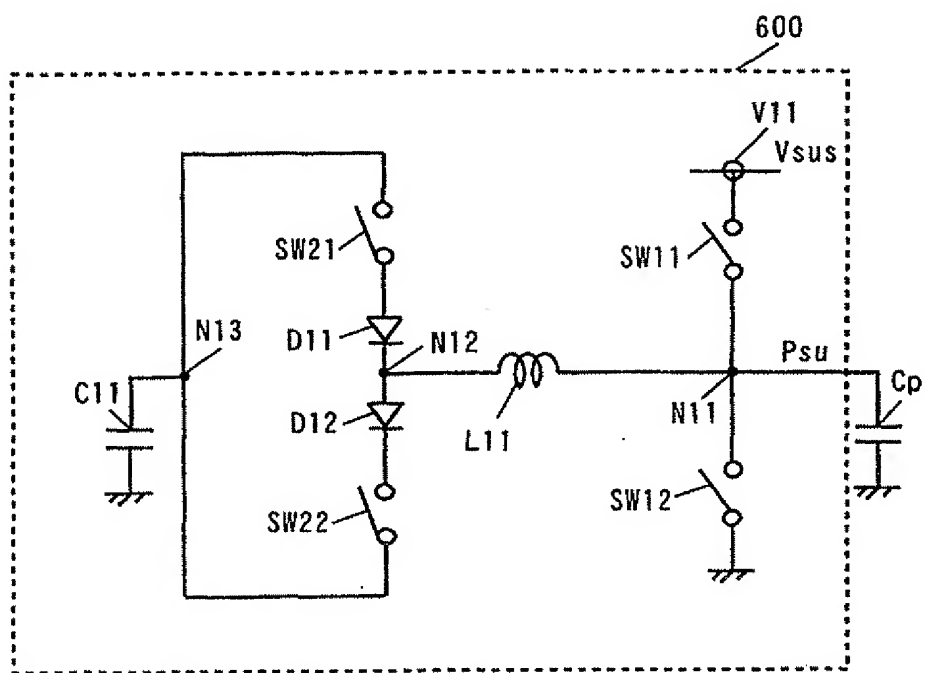 600
V11
Vsus
SW21
SW11
D11
N12
N13
Psu
C11
Cp
D12
L11
N11
SW22
SW12